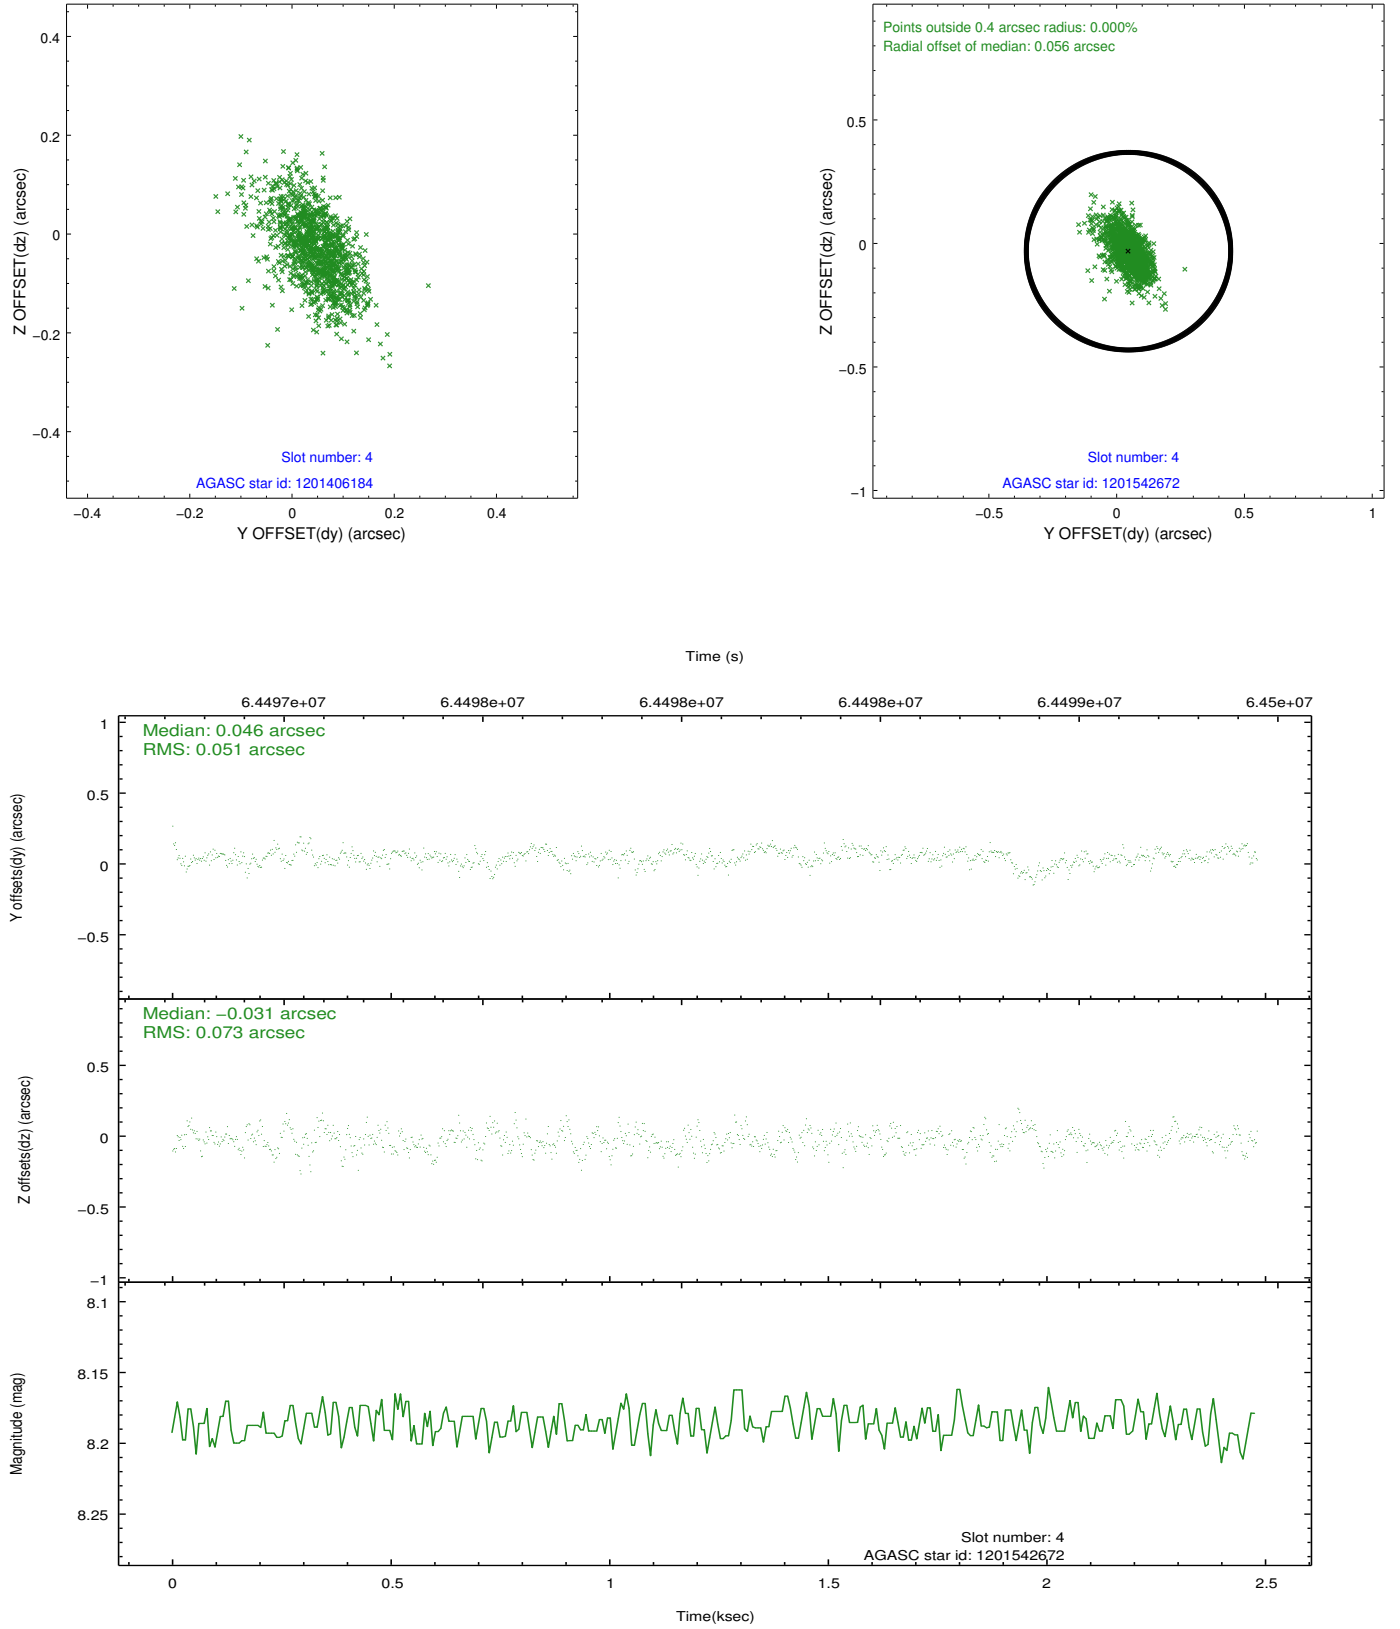 0.4
0.2
0
−0.2
−0.4
Z OFFSET(dz) (arcsec)
Slot number: 4
AGASC star id: 1201406184
−0.4
−0.2
0
0.2
0.4
Y OFFSET(dy) (arcsec)
Points outside 0.4 arcsec radius: 0.000%
Radial offset of median: 0.056 arcsec
0.5
0
−0.5
−1
Z OFFSET(dz) (arcsec)
Slot number: 4
AGASC star id: 1201542672
−0.5
0
0.5
1
Y OFFSET(dy) (arcsec)
Time (s)
6.4497e+07
6.4498e+07
6.4498e+07
6.4498e+07
6.4499e+07
6.45e+07
Median: 0.046 arcsec
RMS: 0.051 arcsec
1
0.5
0
−0.5
Y offsets(dy) (arcsec)
Median: −0.031 arcsec
RMS: 0.073 arcsec
0.5
0
−0.5
−1
Z offsets(dz) (arcsec)
8.1
8.15
8.2
8.25
Magnitude (mag)
Slot number: 4
AGASC star id: 1201542672
0
0.5
1
1.5
2
2.5
Time(ksec)